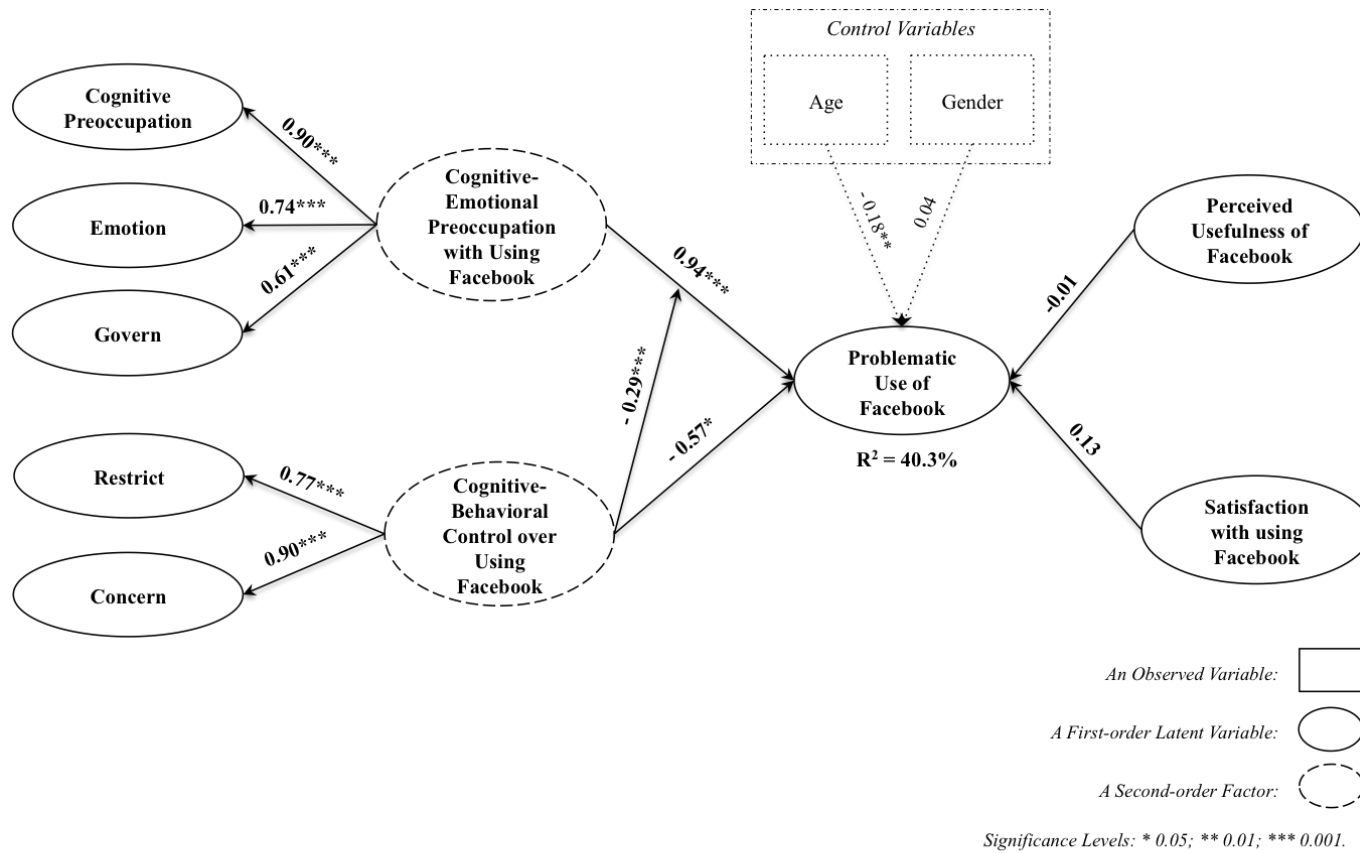 Control Variables
Age
Gender
- 0.18**
0.04
Cognitive
Preoccupation
0.90***
Emotion
0.74***
Govern
0.61***
Cognitive-
Emotional
Preoccupation
with Using
Facebook
0.94***
- 0.29***
- 0.57*
Restrict
0.77***
Concern
0.90***
Cognitive-
Behavioral
Control over
Using
Facebook
Problematic
Use of
Facebook
R² = 40.3%
Perceived
Usefulness of
Facebook
-0.01
0.13
Satisfaction
with using
Facebook
An Observed Variable:
A First-order Latent Variable:
A Second-order Factor:
Significance Levels: * 0.05; ** 0.01; *** 0.001.